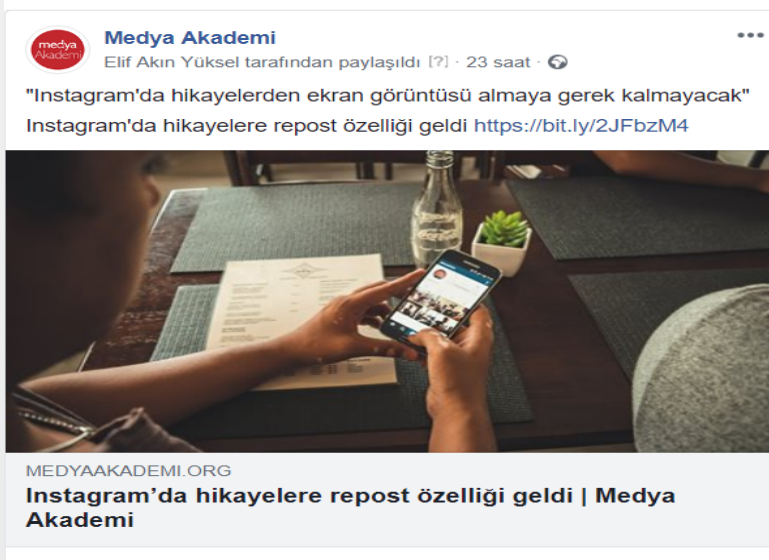 medya
Akademi
Medya Akademi
Elif Akın Yüksel tarafından paylaşıldı [?] · 23 saat ·
"Instagram'da hikayelerden ekran görüntüsü almaya gerek kalmayacak"
Instagram'da hikayelere repost özelliği geldi https://bit.ly/2JFbzM4
MEDYAAKADEMI.ORG
Instagram’da hikayelere repost özelliği geldi | Medya
Akademi